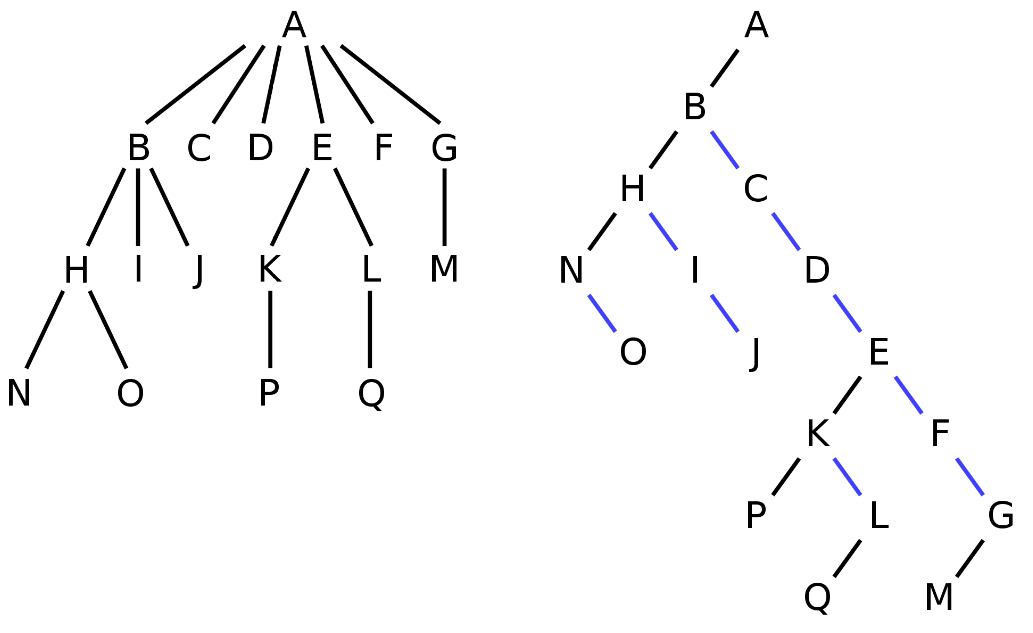 A
B C D E F G
H I J K L M
N O P Q
A
B
H C
N I D
O J E
K F
P L G
Q M